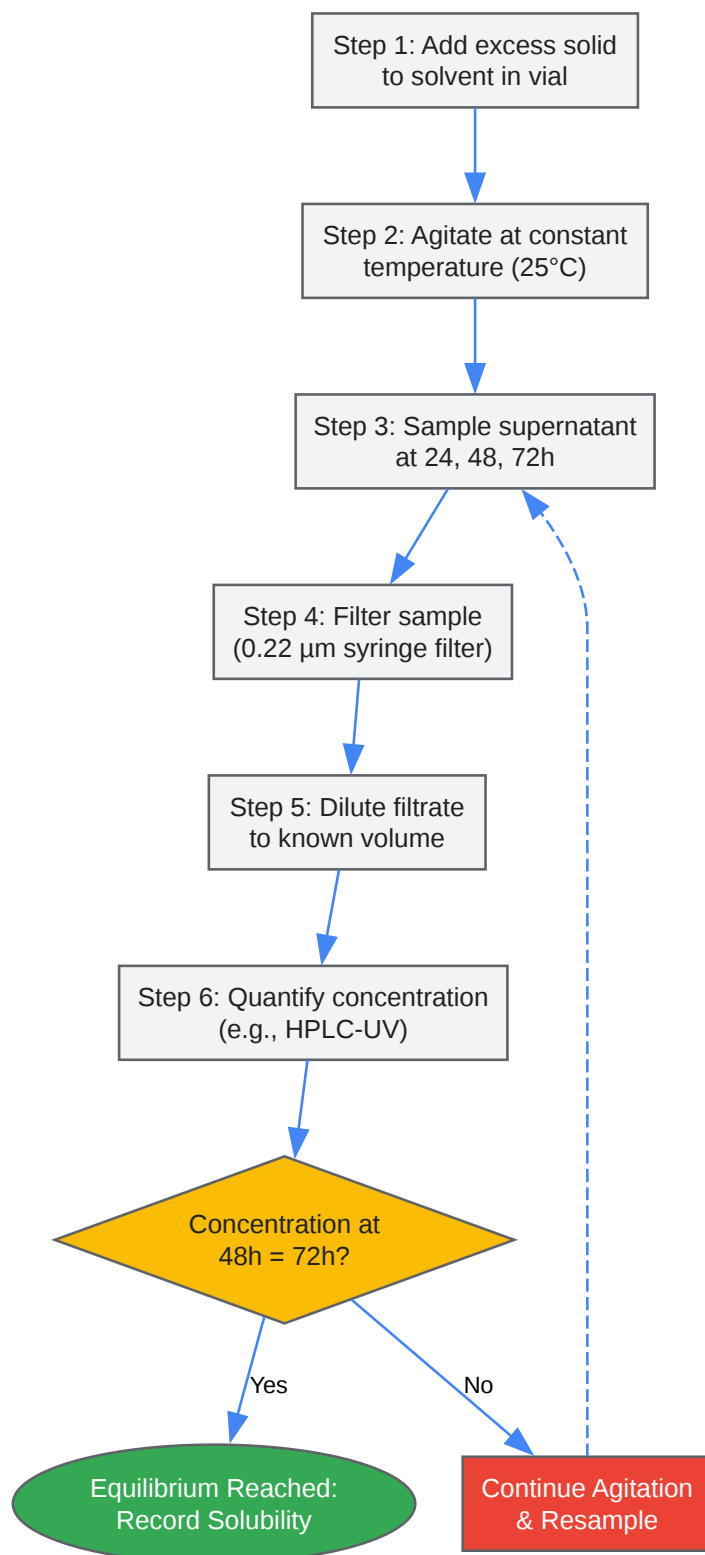 Step 1: Add excess solid
to solvent in vial
Step 2: Agitate at constant
temperature (25°C)
Step 3: Sample supernatant
at 24, 48, 72h
Step 4: Filter sample
(0.22 µm syringe filter)
Step 5: Dilute filtrate
to known volume
Step 6: Quantify concentration
(e.g., HPLC-UV)
Concentration at
48h = 72h?
Yes
No
Equilibrium Reached:
Record Solubility
Continue Agitation
& Resample